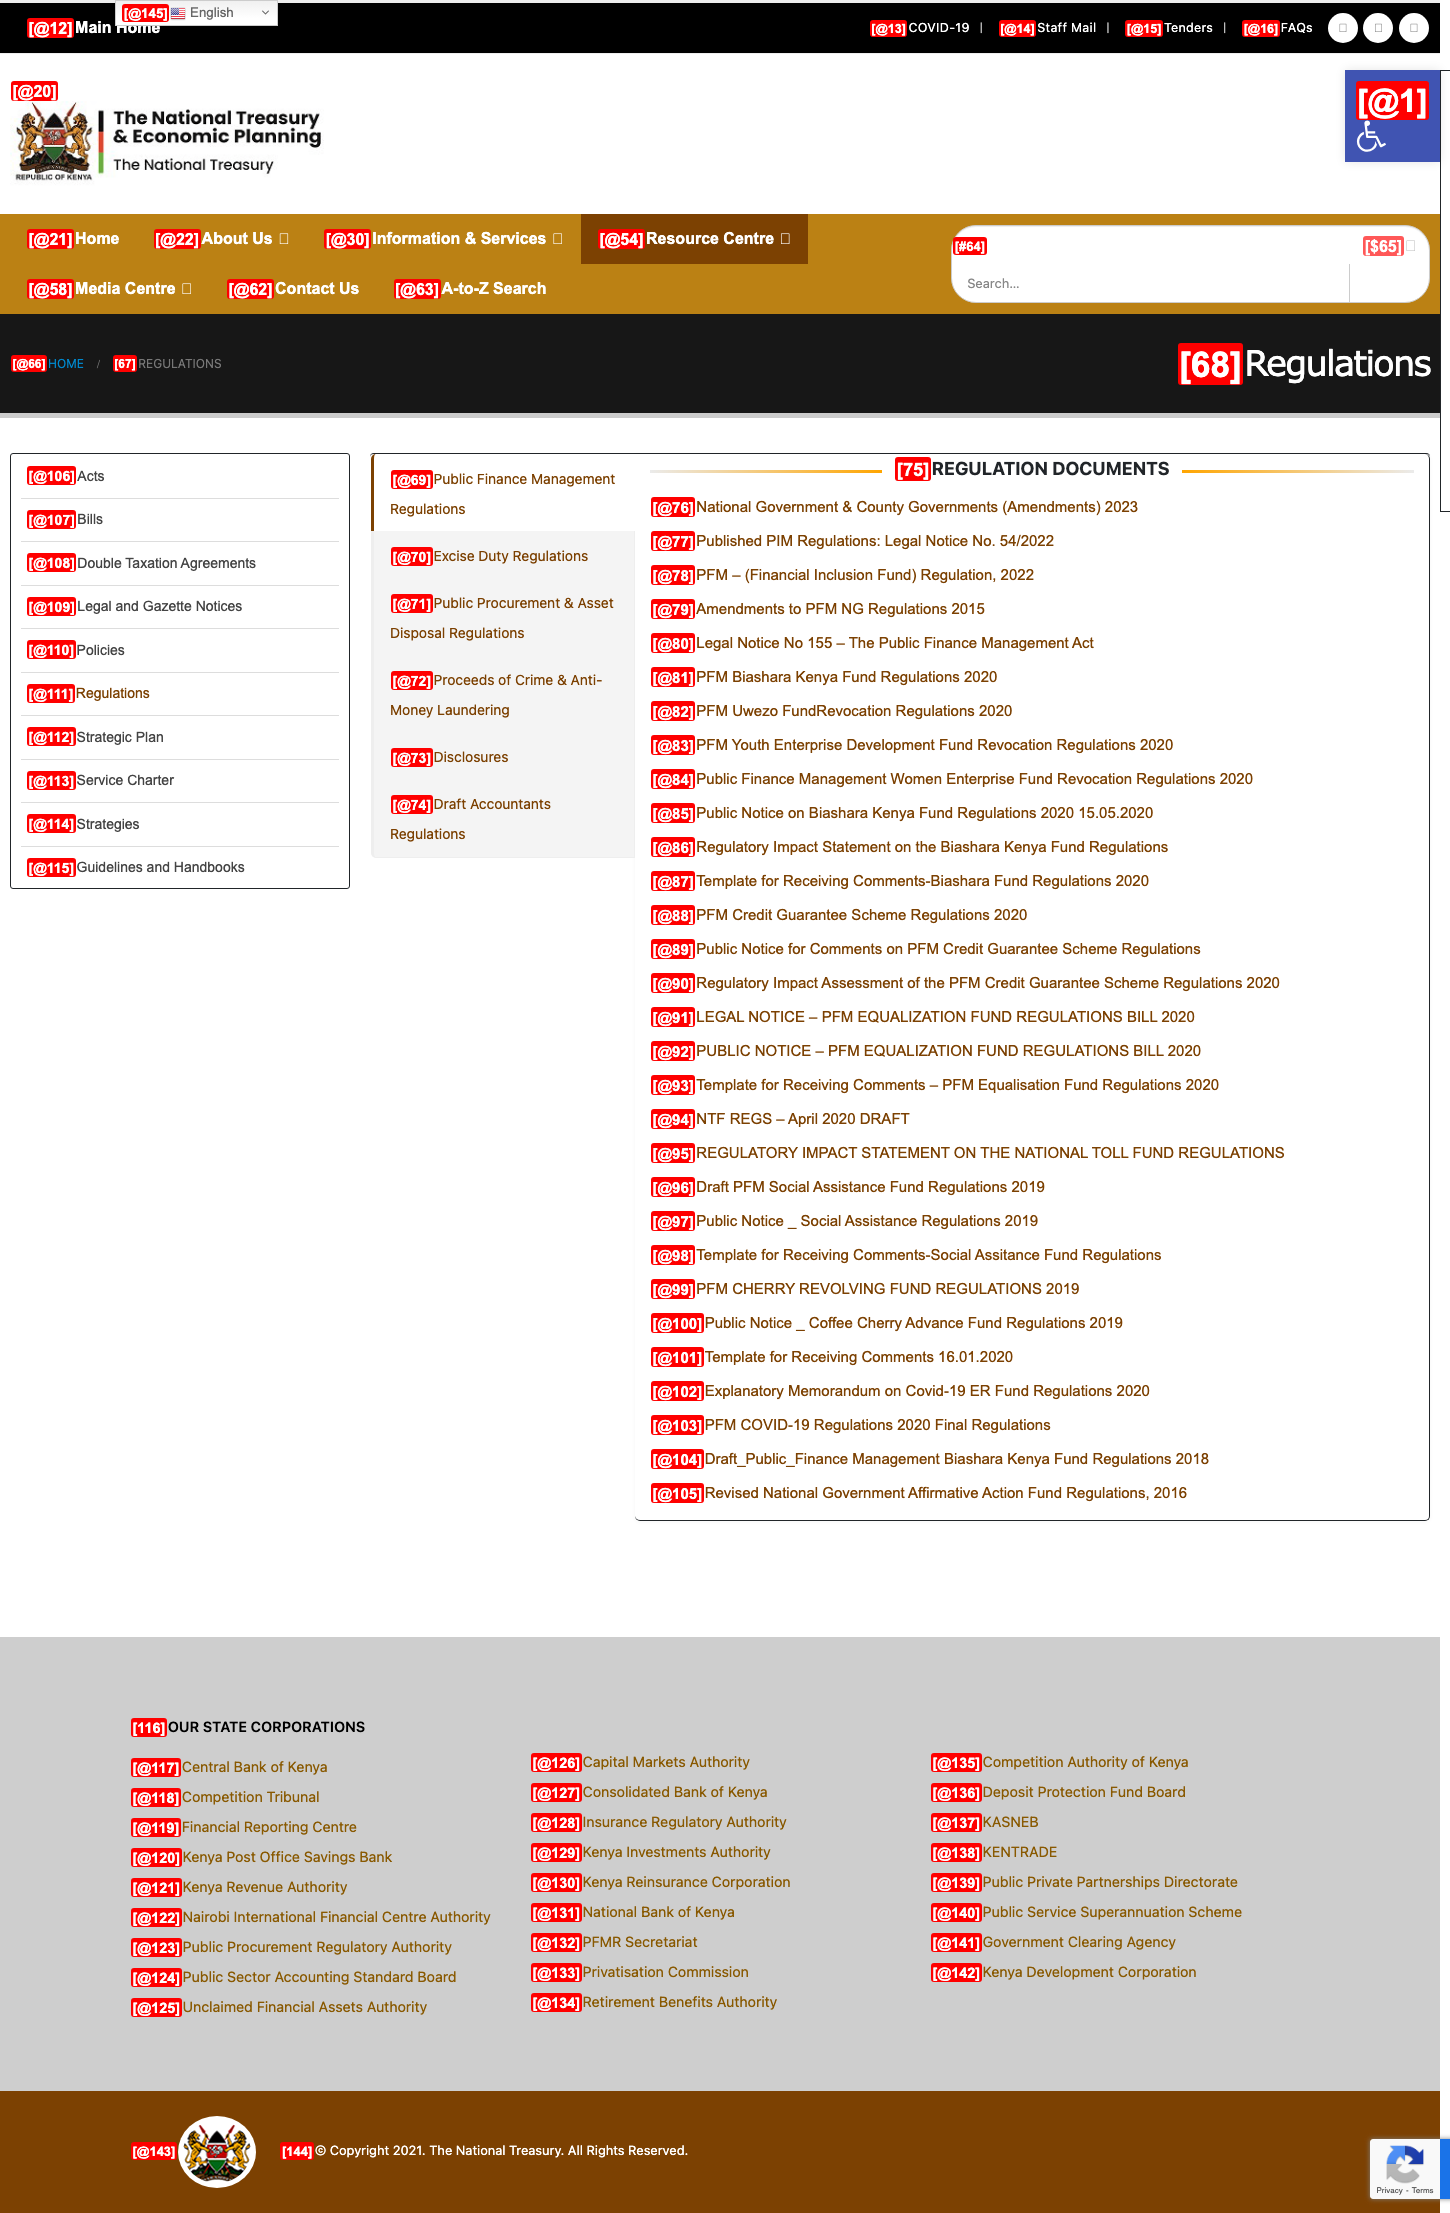 [@145] English
[@12]Main Home
[@13]COVID-19 | [@14]Staff Mail | [@15]Tenders | [@16]FAQs
[@20]
The National Treasury
& Economic Planning
The National Treasury
REPUBLIC OF KENYA
[@1]
[@21]Home [@22]About Us [@30]Information & Services [@54]Resource Centre
[@58]Media Centre [@62]Contact Us [@63]A-to-Z Search
[#64] [$65]
Search...
[@66]HOME / [67]REGULATIONS
[68]Regulations
[@106]Acts
[@107]Bills
[@108]Double Taxation Agreements
[@109]Legal and Gazette Notices
[@110]Policies
[@111]Regulations
[@112]Strategic Plan
[@113]Service Charter
[@114]Strategies
[@115]Guidelines and Handbooks
[@69]Public Finance Management
Regulations
[@70]Excise Duty Regulations
[@71]Public Procurement & Asset
Disposal Regulations
[@72]Proceeds of Crime & Anti-
Money Laundering
[@73]Disclosures
[@74]Draft Accountants
Regulations
[75]REGULATION DOCUMENTS
[@76]National Government & County Governments (Amendments) 2023
[@77]Published PIM Regulations: Legal Notice No. 54/2022
[@78]PFM – (Financial Inclusion Fund) Regulation, 2022
[@79]Amendments to PFM NG Regulations 2015
[@80]Legal Notice No 155 – The Public Finance Management Act
[@81]PFM Biashara Kenya Fund Regulations 2020
[@82]PFM Uwezo FundRevocation Regulations 2020
[@83]PFM Youth Enterprise Development Fund Revocation Regulations 2020
[@84]Public Finance Management Women Enterprise Fund Revocation Regulations 2020
[@85]Public Notice on Biashara Kenya Fund Regulations 2020 15.05.2020
[@86]Regulatory Impact Statement on the Biashara Kenya Fund Regulations
[@87]Template for Receiving Comments-Biashara Fund Regulations 2020
[@88]PFM Credit Guarantee Scheme Regulations 2020
[@89]Public Notice for Comments on PFM Credit Guarantee Scheme Regulations
[@90]Regulatory Impact Assessment of the PFM Credit Guarantee Scheme Regulations 2020
[@91]LEGAL NOTICE – PFM EQUALIZATION FUND REGULATIONS BILL 2020
[@92]PUBLIC NOTICE – PFM EQUALIZATION FUND REGULATIONS BILL 2020
[@93]Template for Receiving Comments – PFM Equalisation Fund Regulations 2020
[@94]NTF REGS – April 2020 DRAFT
[@95]REGULATORY IMPACT STATEMENT ON THE NATIONAL TOLL FUND REGULATIONS
[@96]Draft PFM Social Assistance Fund Regulations 2019
[@97]Public Notice _ Social Assistance Regulations 2019
[@98]Template for Receiving Comments-Social Assitance Fund Regulations
[@99]PFM CHERRY REVOLVING FUND REGULATIONS 2019
[@100]Public Notice _ Coffee Cherry Advance Fund Regulations 2019
[@101]Template for Receiving Comments 16.01.2020
[@102]Explanatory Memorandum on Covid-19 ER Fund Regulations 2020
[@103]PFM COVID-19 Regulations 2020 Final Regulations
[@104]Draft_Public_Finance Management Biashara Kenya Fund Regulations 2018
[@105]Revised National Government Affirmative Action Fund Regulations, 2016
[116]OUR STATE CORPORATIONS
[@117]Central Bank of Kenya
[@118]Competition Tribunal
[@119]Financial Reporting Centre
[@120]Kenya Post Office Savings Bank
[@121]Kenya Revenue Authority
[@122]Nairobi International Financial Centre Authority
[@123]Public Procurement Regulatory Authority
[@124]Public Sector Accounting Standard Board
[@125]Unclaimed Financial Assets Authority
[@126]Capital Markets Authority
[@127]Consolidated Bank of Kenya
[@128]Insurance Regulatory Authority
[@129]Kenya Investments Authority
[@130]Kenya Reinsurance Corporation
[@131]National Bank of Kenya
[@132]PFMR Secretariat
[@133]Privatisation Commission
[@134]Retirement Benefits Authority
[@135]Competition Authority of Kenya
[@136]Deposit Protection Fund Board
[@137]KASNEB
[@138]KENTRADE
[@139]Public Private Partnerships Directorate
[@140]Public Service Superannuation Scheme
[@141]Government Clearing Agency
[@142]Kenya Development Corporation
[@143] [144]© Copyright 2021. The National Treasury. All Rights Reserved.
Privacy - Terms